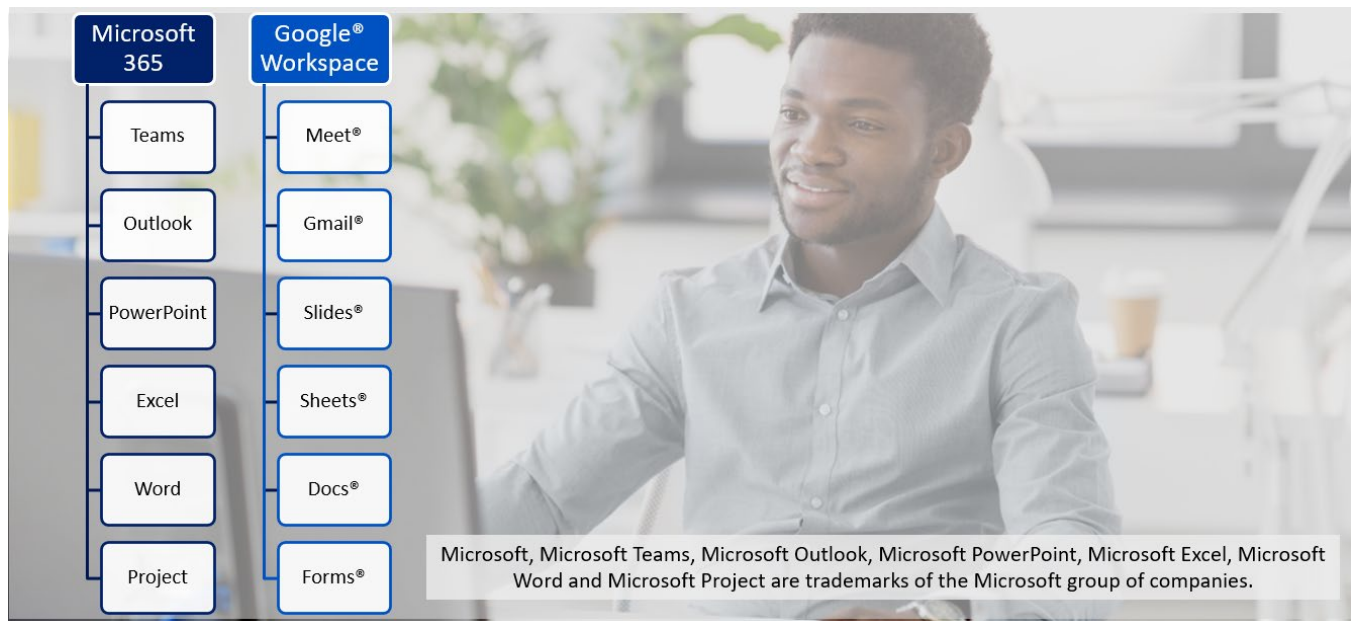 Microsoft
365
Teams
Outlook
PowerPoint
Excel
Word
Project
Google®
Workspace
Meet®
Gmail®
Slides®
Sheets®
Docs®
Forms®
Microsoft, Microsoft Teams, Microsoft Outlook, Microsoft PowerPoint, Microsoft Excel, Microsoft
Word and Microsoft Project are trademarks of the Microsoft group of companies.